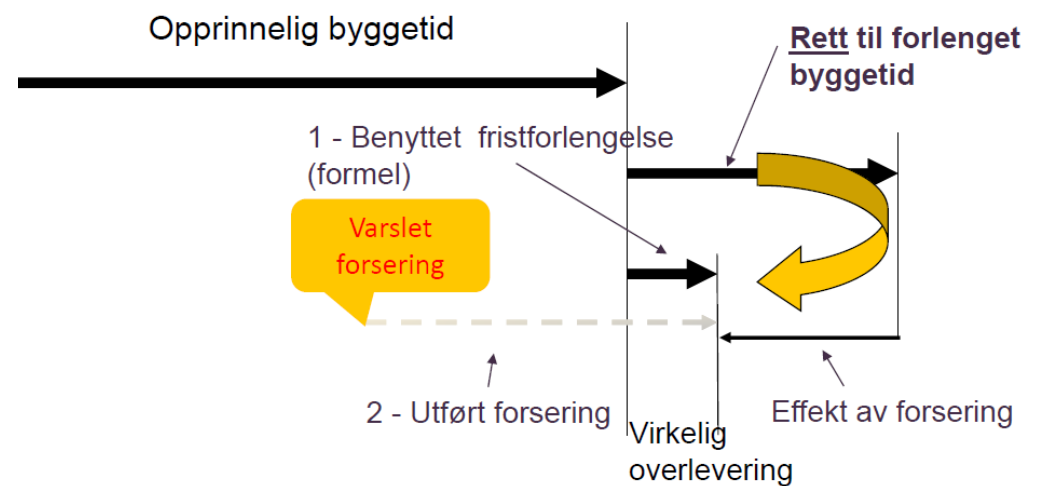 Opprinnelig byggetid
Rett til forlenget
byggetid
1 - Benyttet fristforlengelse
(formel)
Varslet
forsering
2 - Utført forsering
Effekt av forsering
Virkelig
overlevering